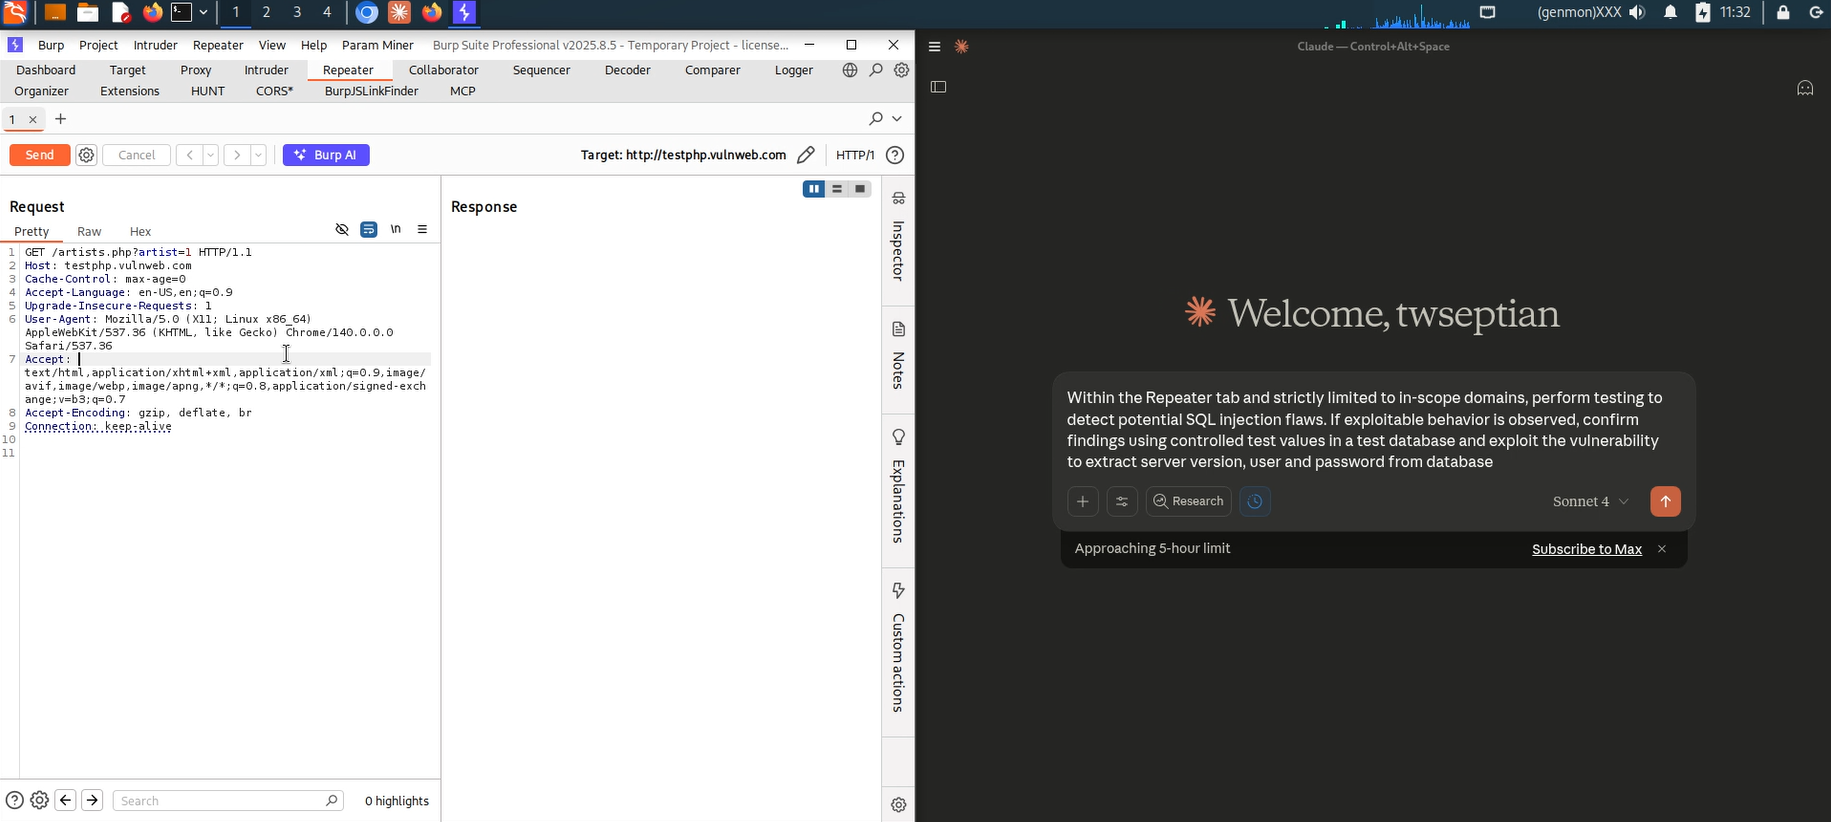 1 2 3 4 (genmon)XXX 11:32
Burp Project Intruder Repeater View Help Param Miner Burp Suite Professional v2025.8.5 - Temporary Project - license...
Dashboard Target Proxy Intruder Repeater Collaborator Sequencer Decoder Comparer Logger
Organizer Extensions HUNT CORS* BurpJSLinkFinder MCP
1 × +
Send Cancel Burp AI Target: http://testphp.vulnweb.com HTTP/1
Request
Pretty Raw Hex \n
1 GET /artists.php?artist=1 HTTP/1.1
2 Host: testphp.vulnweb.com
3 Cache-Control: max-age=0
4 Accept-Language: en-US,en;q=0.9
5 Upgrade-Insecure-Requests: 1
6 User-Agent: Mozilla/5.0 (X11; Linux x86_64)
AppleWebKit/537.36 (KHTML, like Gecko) Chrome/140.0.0.0
Safari/537.36
7 Accept:
text/html,application/xhtml+xml,application/xml;q=0.9,image/
avif,image/webp,image/apng,*/*;q=0.8,application/signed-exch
ange;v=b3;q=0.7
8 Accept-Encoding: gzip, deflate, br
9 Connection: keep-alive
10
11
Search 0 highlights
Response
Inspector
Notes
Explanations
Custom actions
Claude — Control+Alt+Space
Welcome, twseptian
Within the Repeater tab and strictly limited to in-scope domains, perform testing to
detect potential SQL injection flaws. If exploitable behavior is observed, confirm
findings using controlled test values in a test database and exploit the vulnerability
to extract server version, user and password from database
Research Sonnet 4
Approaching 5-hour limit Subscribe to Max ×